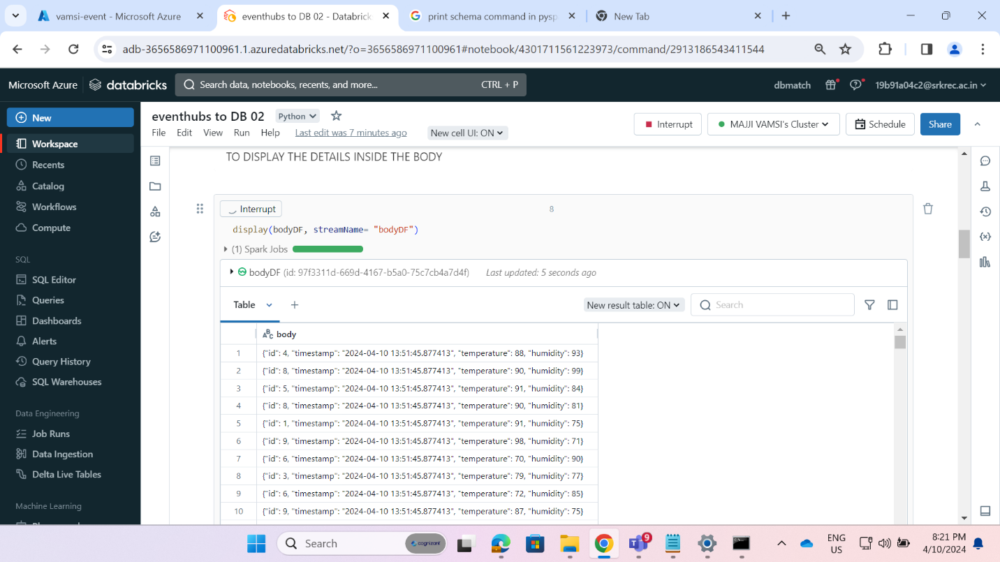 vamsi-event - Microsoft Azure
eventhubs to DB 02 - Databrick
print schema command in pysp
New Tab
adb-3656586971100961.1.azuredatabricks.net/?o=3656586971100961#notebook/4301711561223973/command/2913186543411544
Microsoft Azure
databricks
Search data, notebooks, recents, and more...
CTRL + P
dbmatch
19b91a04c2@srkrec.ac.in
New
Workspace
Recents
Catalog
Workflows
Compute
SQL
SQL Editor
Queries
Dashboards
Alerts
Query History
SQL Warehouses
Data Engineering
Job Runs
Data Ingestion
Delta Live Tables
Machine Learning
eventhubs to DB 02
Python
File Edit View Run Help
Last edit was 7 minutes ago
New cell UI: ON
Interrupt
MAJJI VAMSI's Cluster
Schedule
Share
TO DISPLAY THE DETAILS INSIDE THE BODY
Interrupt
8
display(bodyDF, streamName= "bodyDF")
(1) Spark Jobs
bodyDF (id: 97f3311d-669d-4167-b5a0-75c7cb4a7d4f) Last updated: 5 seconds ago
Table
+
New result table: ON
Search
ABC body
1 {"id": 4, "timestamp": "2024-04-10 13:51:45.877413", "temperature": 88, "humidity": 93}
2 {"id": 8, "timestamp": "2024-04-10 13:51:45.877413", "temperature": 90, "humidity": 99}
3 {"id": 5, "timestamp": "2024-04-10 13:51:45.877413", "temperature": 91, "humidity": 84}
4 {"id": 8, "timestamp": "2024-04-10 13:51:45.877413", "temperature": 90, "humidity": 81}
5 {"id": 1, "timestamp": "2024-04-10 13:51:45.877413", "temperature": 91, "humidity": 75}
6 {"id": 9, "timestamp": "2024-04-10 13:51:45.877413", "temperature": 98, "humidity": 71}
7 {"id": 6, "timestamp": "2024-04-10 13:51:45.877413", "temperature": 70, "humidity": 90}
8 {"id": 3, "timestamp": "2024-04-10 13:51:45.877413", "temperature": 79, "humidity": 77}
9 {"id": 6, "timestamp": "2024-04-10 13:51:45.877413", "temperature": 72, "humidity": 85}
10 {"id": 9, "timestamp": "2024-04-10 13:51:45.877413", "temperature": 87, "humidity": 75}
Search
cognizant
9
ENG
US
8:21 PM
4/10/2024